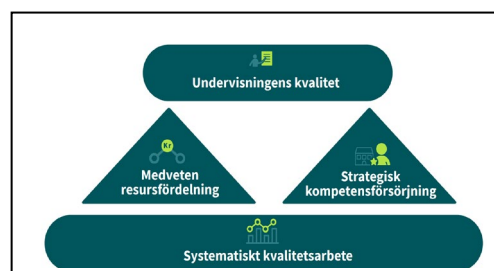 Undervisningens kvalitet
Kr
Medveten
resursfördelning
Strategisk
kompetensförsörjning
Systematiskt kvalitetsarbete